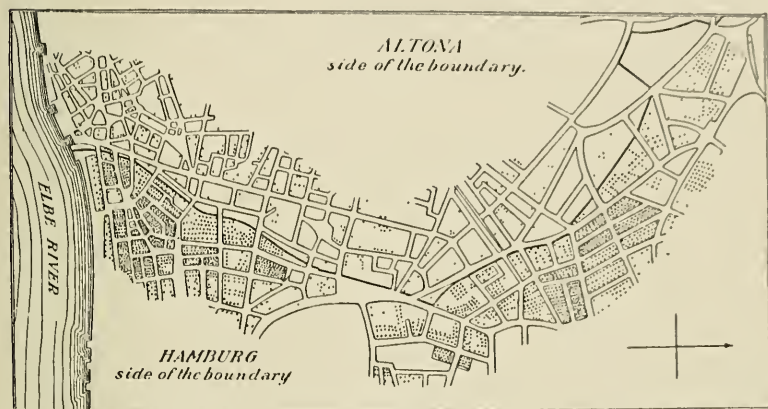 ALTONA
side of the boundary.
ELBE RIVER
HAMBURG
side of the boundary